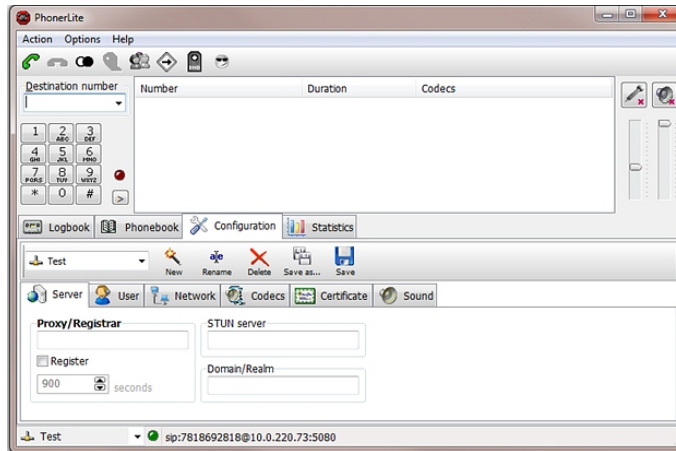 PhonerLite
Action Options Help
Destination number
Number Duration Codecs
1 2 ABC 3 DEF
4 GHI 5 JKL 6 MNO
7 PQRS 8 TUV 9 WXYZ
* 0 # >
Logbook Phonebook Configuration Statistics
Test New Rename Delete Save as... Save
Server User Network Codecs Certificate Sound
Proxy/Registrar STUN server
Register Domain/Realm
900 seconds
Test sip:7818692818@10.0.220.73:5080